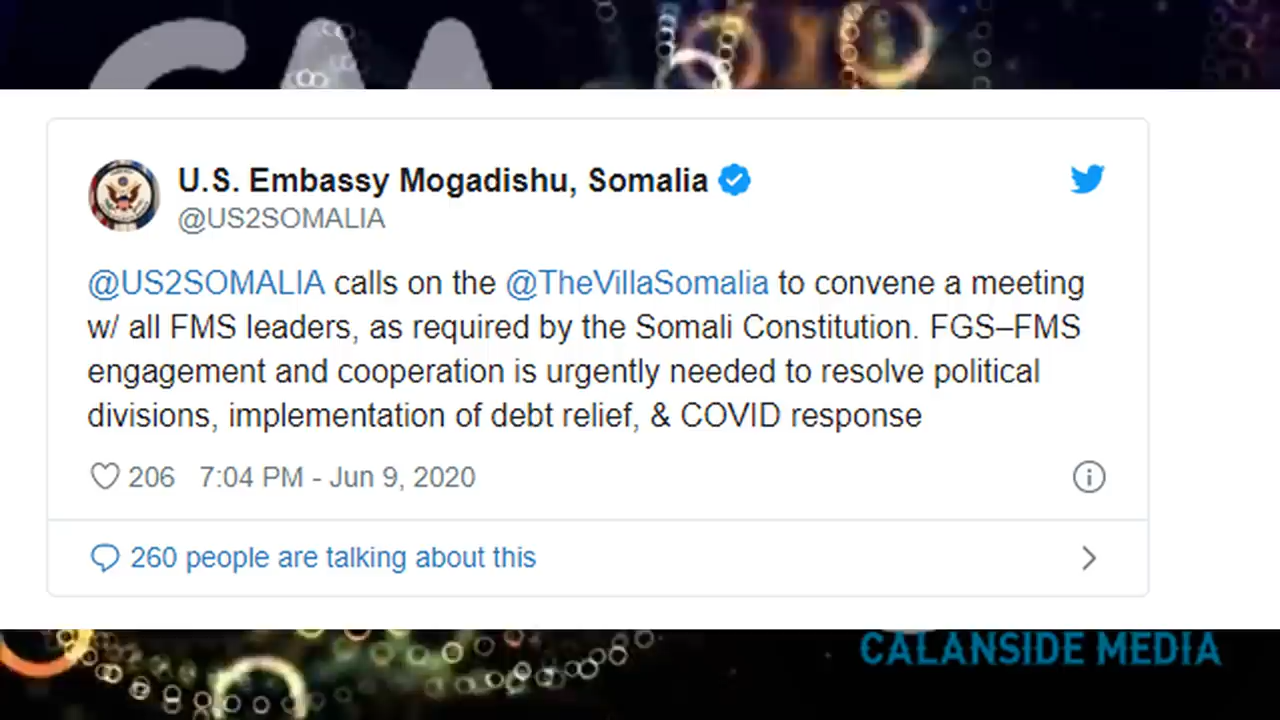 U.S. Embassy Mogadishu, Somalia
@US2SOMALIA
@US2SOMALIA calls on the @TheVillaSomalia to convene a meeting
w/ all FMS leaders, as required by the Somali Constitution. FGS–FMS
engagement and cooperation is urgently needed to resolve political
divisions, implementation of debt relief, & COVID response
206 7:04 PM - Jun 9, 2020
260 people are talking about this
CALANSIDE MEDIA